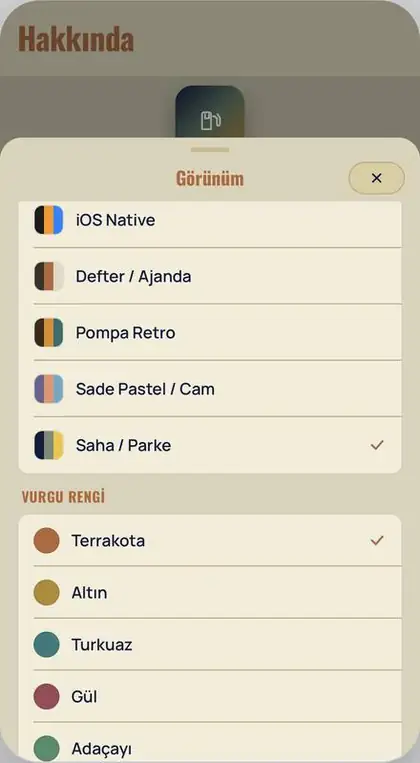 Hakkında
Görünüm
iOS Native
Defter / Ajanda
Pompa Retro
Sade Pastel / Cam
Saha / Parke
VURGU RENGİ
Terrakota
Altın
Turkuaz
Gül
Adaçayı